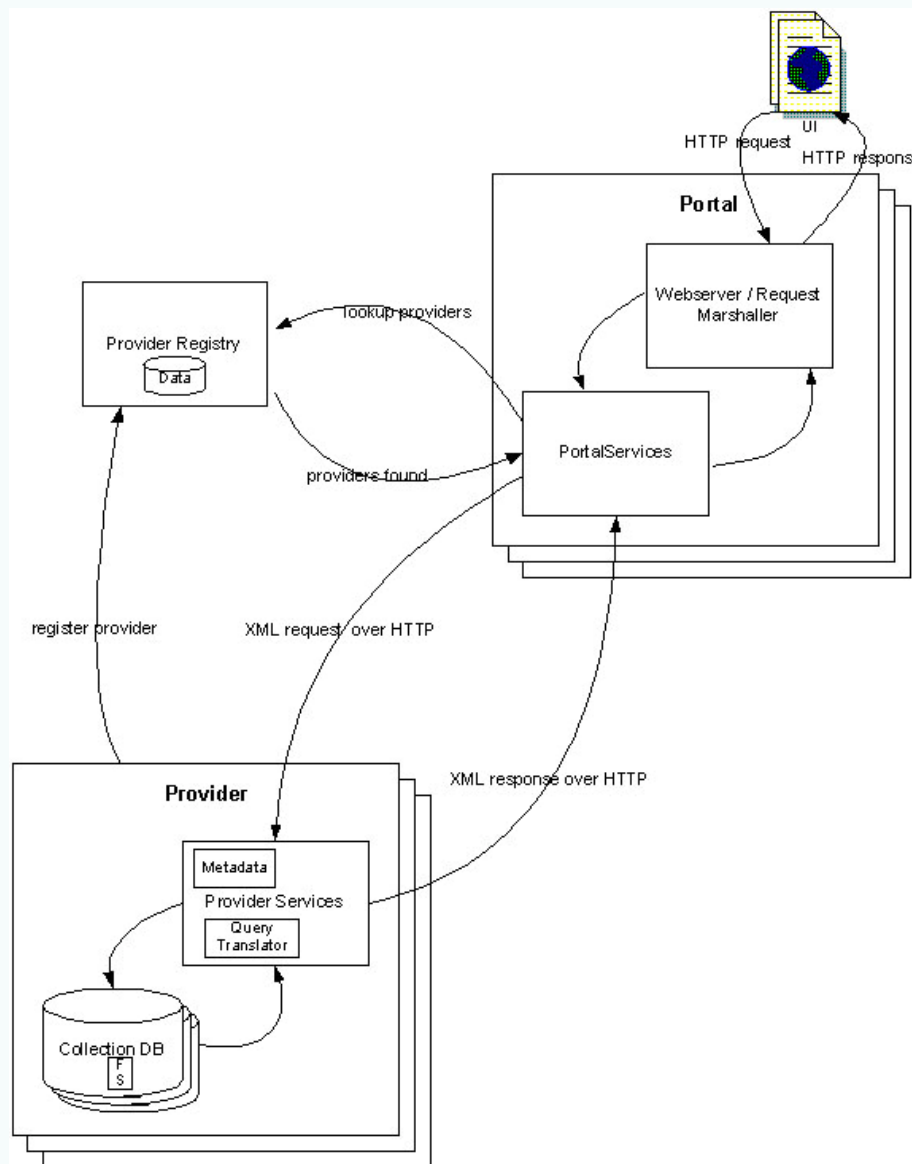 UI
HTTP request
HTTP respons
Portal
Webserver / Request
Marshaller
lookup providers
Provider Registry
Data
PortalServices
providers found
register provider
XML request over HTTP
XML response over HTTP
Provider
Metadata
Provider Services
Query
Translator
Collection DB
F
S